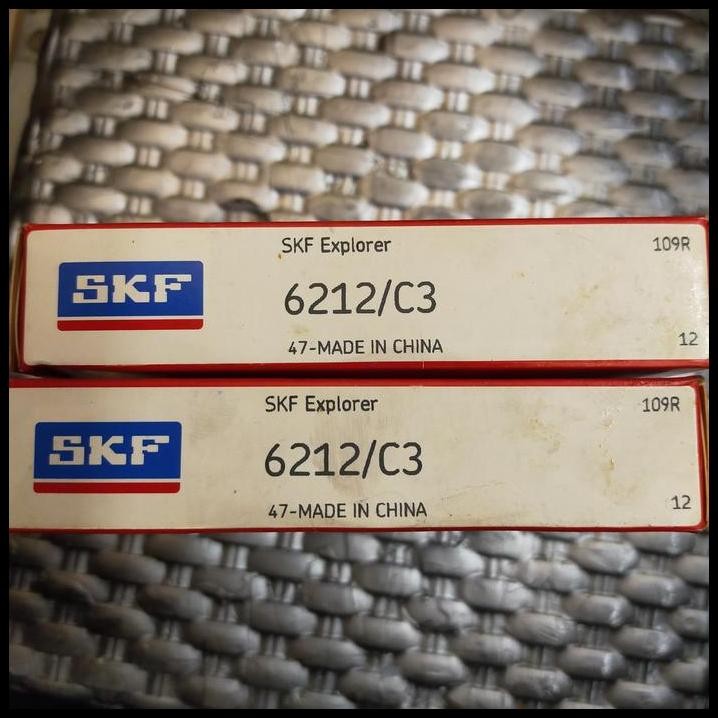 SKF Explorer
109R
SKF
6212/C3
47-MADE IN CHINA
12
SKF Explorer
109R
SKF
6212/C3
47-MADE IN CHINA
12